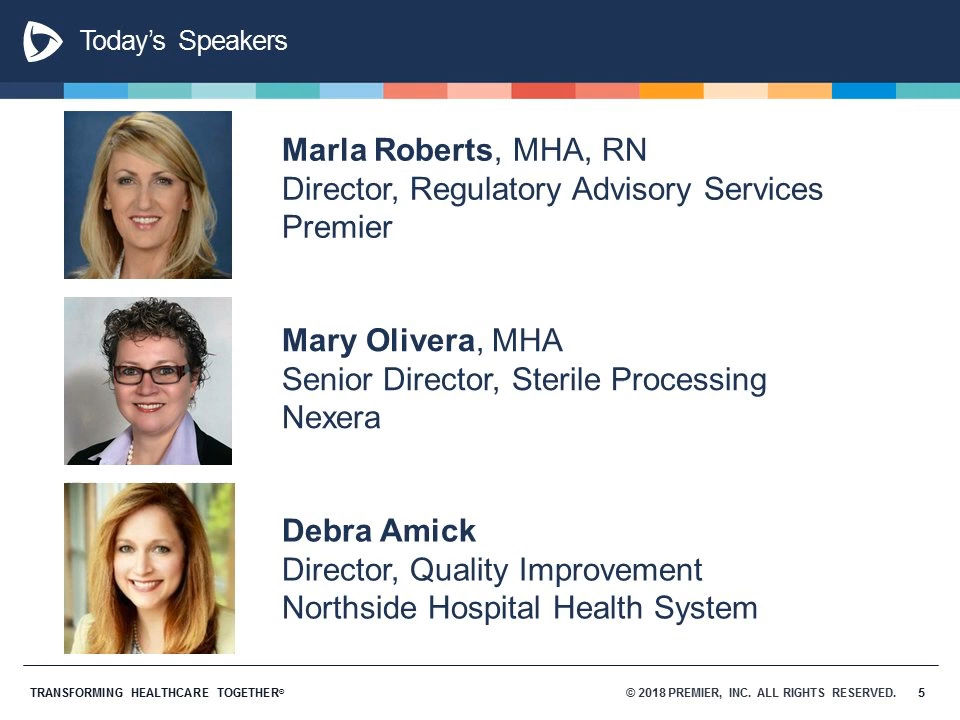 Today’s Speakers
Marla Roberts, MHA, RN
Director, Regulatory Advisory Services
Premier
Mary Olivera, MHA
Senior Director, Sterile Processing
Nexera
Debra Amick
Director, Quality Improvement
Northside Hospital Health System
TRANSFORMING HEALTHCARE TOGETHER®
© 2018 PREMIER, INC. ALL RIGHTS RESERVED. 5